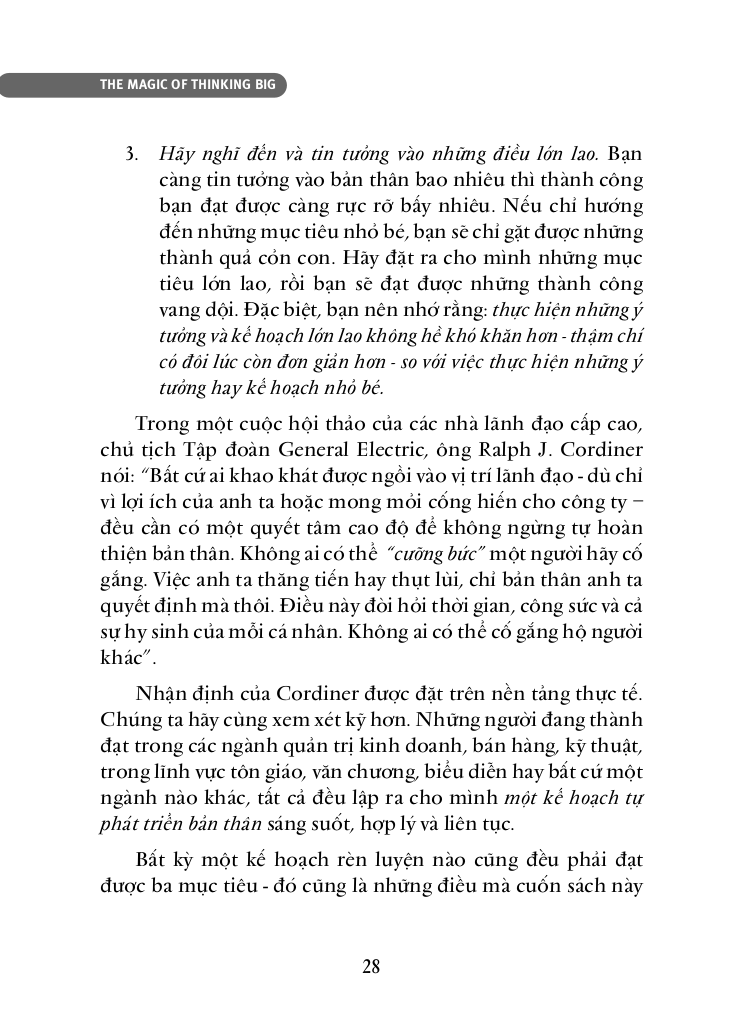 THE MAGIC OF THINKING BIG
3. Hãy nghĩ đến và tin tưởng vào những điều lớn lao. Bạn
càng tin tưởng vào bản thân bao nhiêu thì thành công
bạn đạt được càng rực rỡ bấy nhiêu. Nếu chỉ hướng
đến những mục tiêu nhỏ bé, bạn sẽ chỉ gặt được những
thành quả cỏn con. Hãy đặt ra cho mình những mục
tiêu lớn lao, rồi bạn sẽ đạt được những thành công
vang dội. Đặc biệt, bạn nên nhớ rằng: thực hiện những ý
tưởng và kế hoạch lớn lao không hề khó khăn hơn - thậm chí
có đôi lúc còn đơn giản hơn - so với việc thực hiện những ý
tưởng hay kế hoạch nhỏ bé.
Trong một cuộc hội thảo của các nhà lãnh đạo cấp cao,
chủ tịch Tập đoàn General Electric, ông Ralph J. Cordiner
nói: “Bất cứ ai khao khát được ngồi vào vị trí lãnh đạo - dù chỉ
vì lợi ích của anh ta hoặc mong mỏi cống hiến cho công ty –
đều cần có một quyết tâm cao độ để không ngừng tự hoàn
thiện bản thân. Không ai có thể “cưỡng bức” một người hãy cố
gắng. Việc anh ta thăng tiến hay thụt lùi, chỉ bản thân anh ta
quyết định mà thôi. Điều này đòi hỏi thời gian, công sức và cả
sự hy sinh của mỗi cá nhân. Không ai có thể cố gắng hộ người
khác”.
Nhận định của Cordiner được đặt trên nền tảng thực tế.
Chúng ta hãy cùng xem xét kỹ hơn. Những người đang thành
đạt trong các ngành quản trị kinh doanh, bán hàng, kỹ thuật,
trong lĩnh vực tôn giáo, văn chương, biểu diễn hay bất cứ một
ngành nào khác, tất cả đều lập ra cho mình một kế hoạch tự
phát triển bản thân sáng suốt, hợp lý và liên tục.
Bất kỳ một kế hoạch rèn luyện nào cũng đều phải đạt
được ba mục tiêu - đó cũng là những điều mà cuốn sách này
28